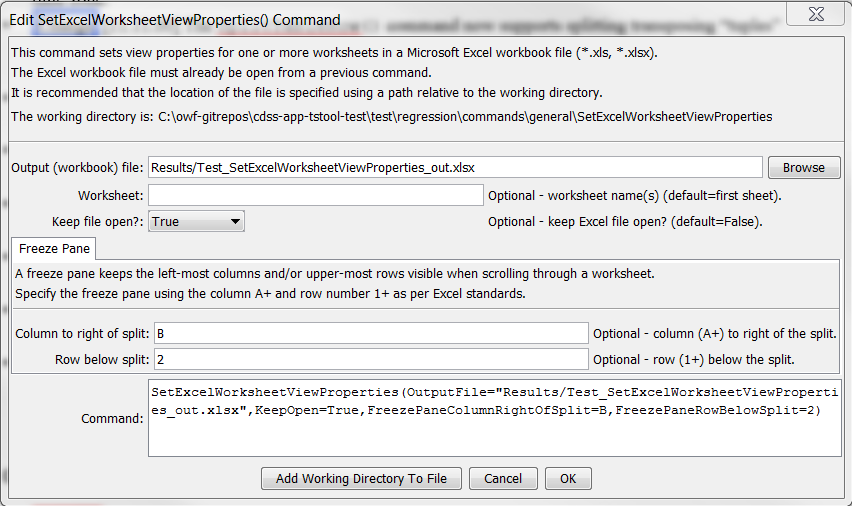 command now supports splitting transposing "tuples"
Edit SetExcelWorksheetViewProperties() Command
This command sets view properties for one or more worksheets in a Microsoft Excel workbook file (*.xls, *.xlsx).
The Excel workbook file must already be open from a previous command.
It is recommended that the location of the file is specified using a path relative to the working directory.
The working directory is: C:\owf-gitrepos\cdss-app-tstool-test\test\regression\commands\general\SetExcelWorksheetViewProperties
Output (workbook) file: Results/Test_SetExcelWorksheetViewProperties_out.xlsx Browse
Worksheet: Optional - worksheet name(s) (default=first sheet).
Keep file open?: True Optional - keep Excel file open? (default=False).
Freeze Pane
A freeze pane keeps the left-most columns and/or upper-most rows visible when scrolling through a worksheet.
Specify the freeze pane using the column A+ and row number 1+ as per Excel standards.
Column to right of split: B Optional - column (A+) to right of the split.
Row below split: 2 Optional - row (1+) below the split.
SetExcelWorksheetViewProperties(OutputFile="Results/Test_SetExcelWorksheetViewProperti
Command: es_out.xlsx",KeepOpen=True,FreezePaneColumnRightOfSplit=B,FreezePaneRowBelowSplit=2)
Add Working Directory To File Cancel OK